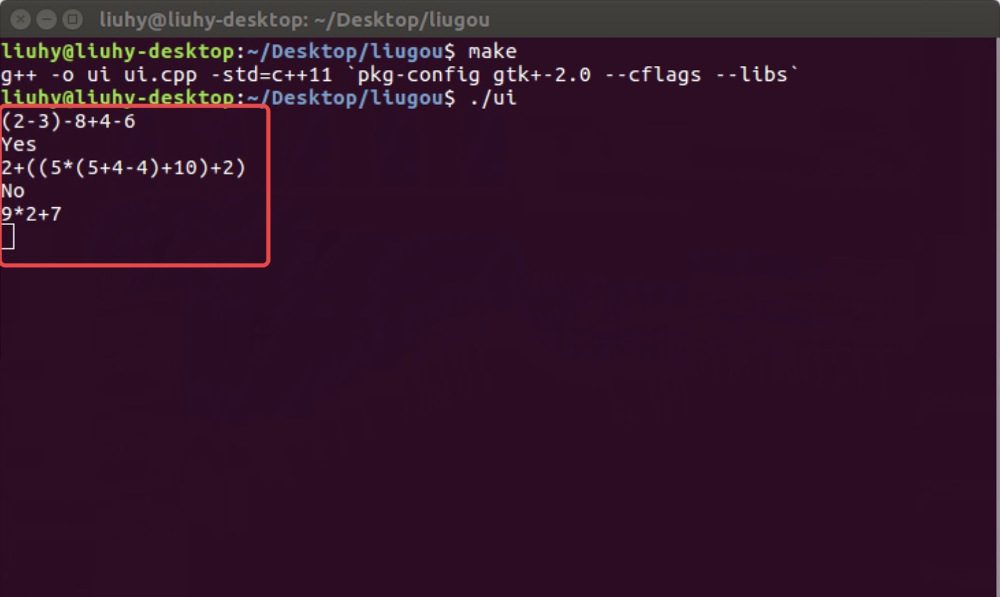 liuhy@liuhy-desktop: ~/Desktop/liugou
liuhy@liuhy-desktop:~/Desktop/liugou$ make
g++ -o ui ui.cpp -std=c++11 `pkg-config gtk+-2.0 --cflags --libs`
liuhy@liuhy-desktop:~/Desktop/liugou$ ./ui
(2-3)-8+4-6
Yes
2+((5*(5+4-4)+10)+2)
No
9*2+7